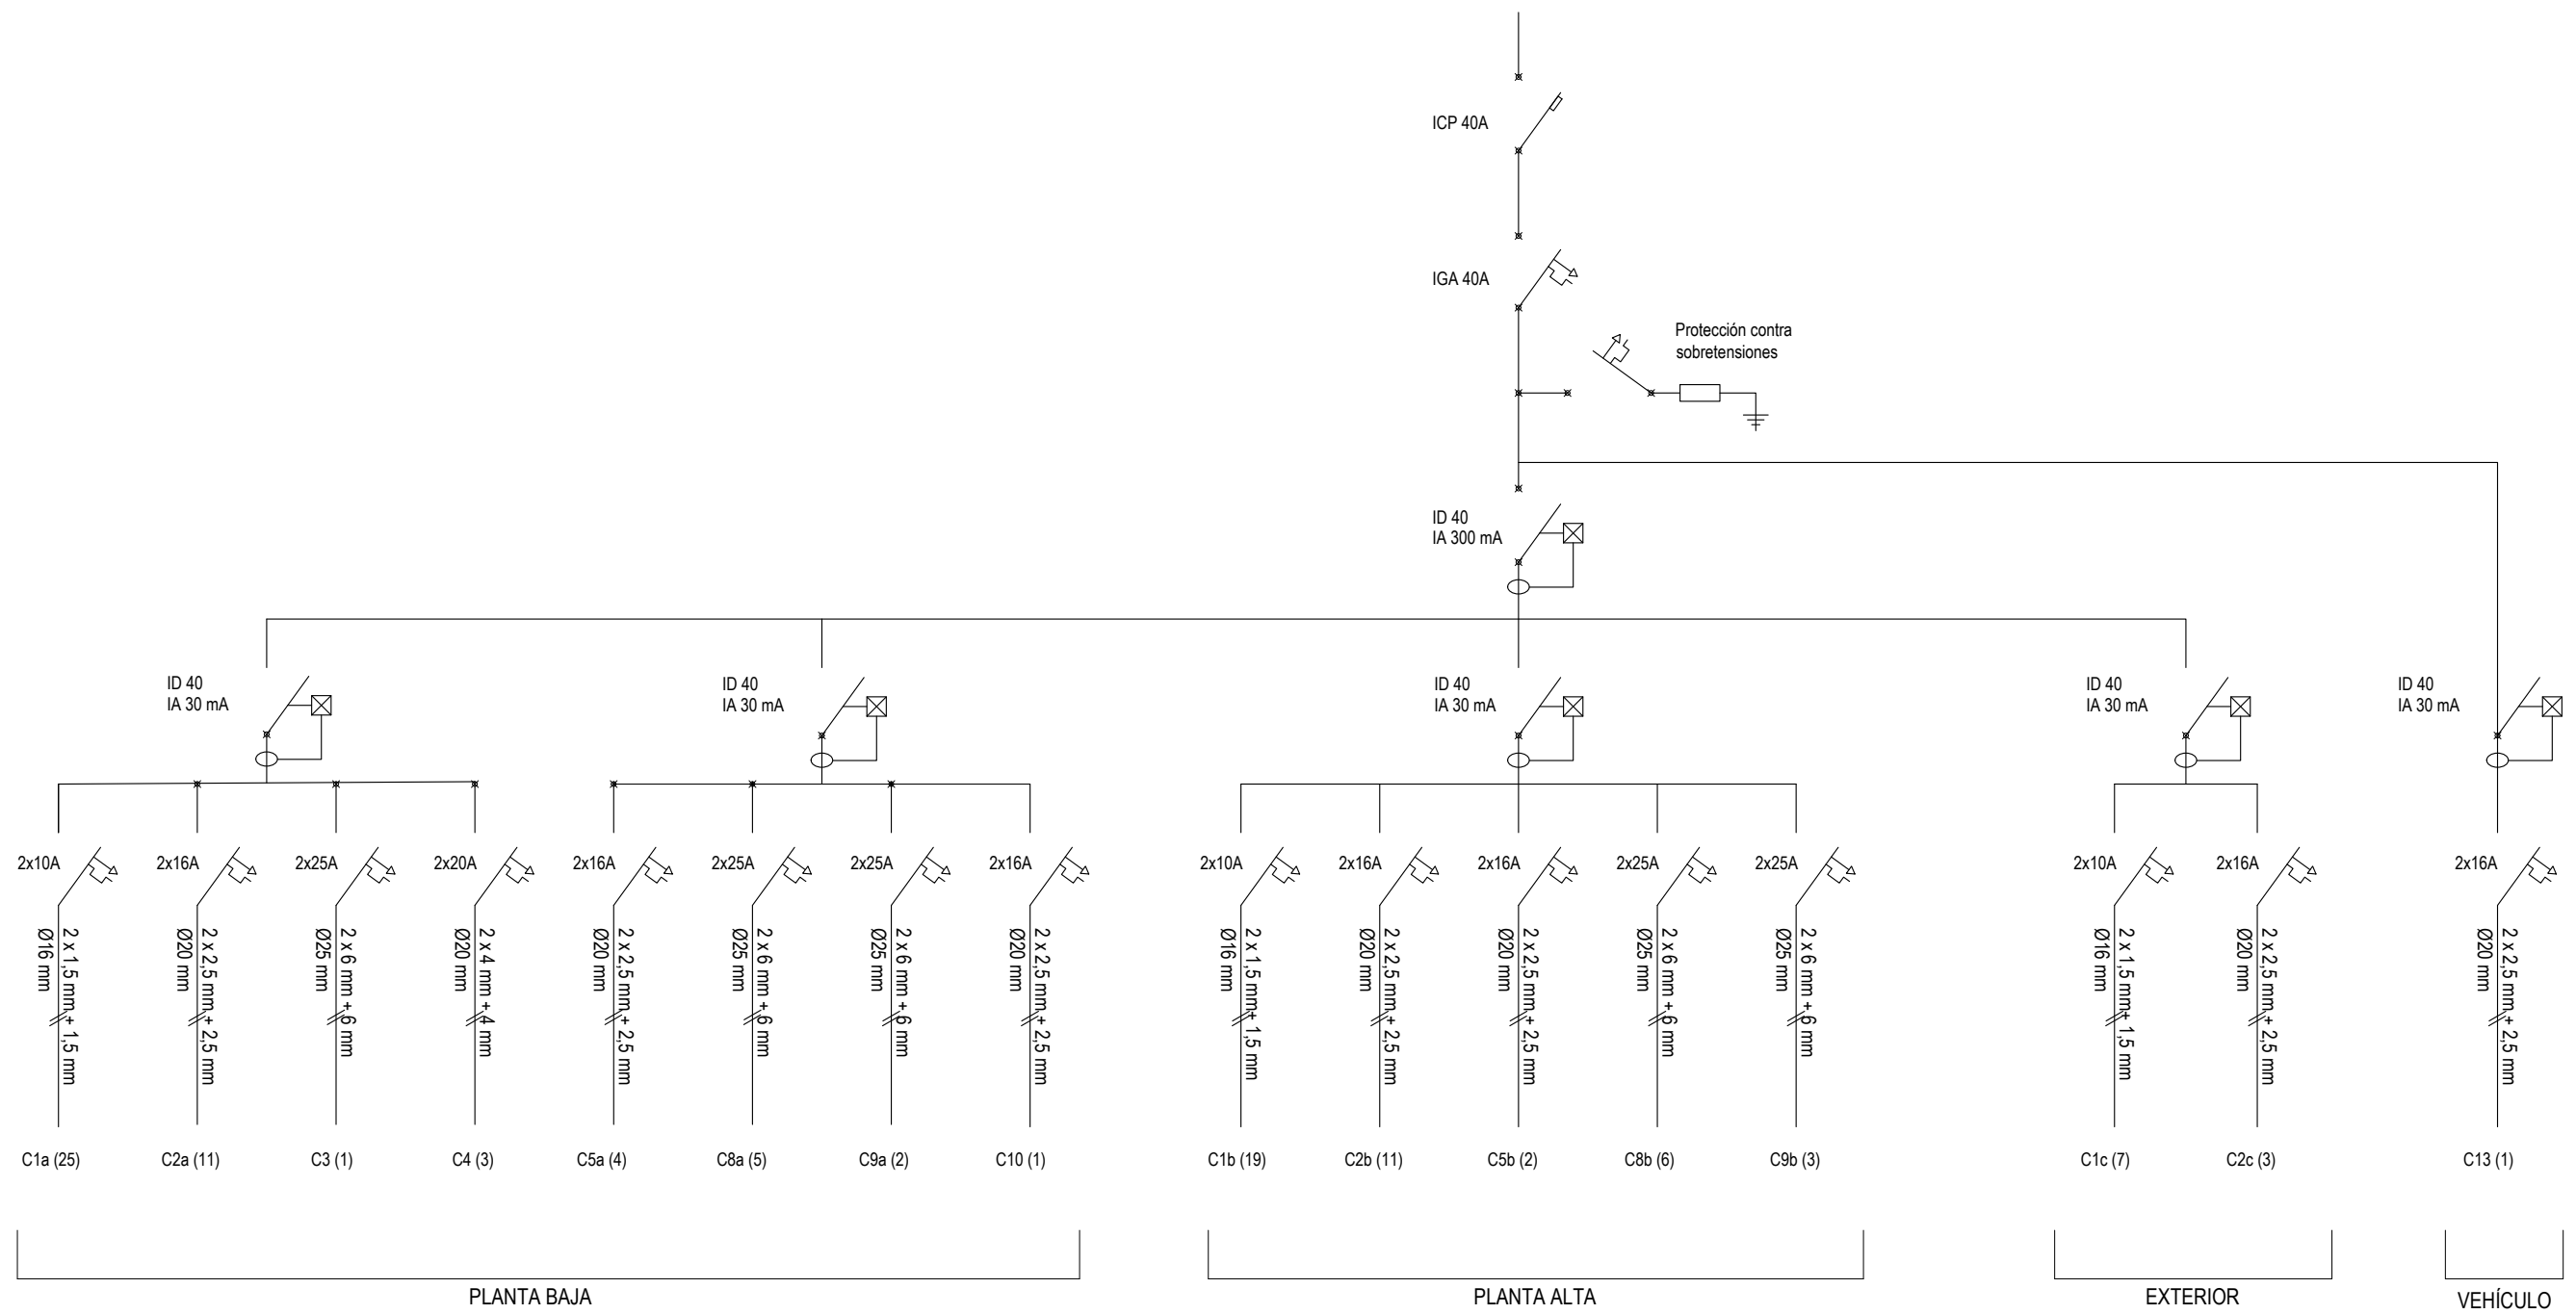 ICP 40A
IGA 40A
Protección contra
sobretensiones
ID 40
IA 300 mA
ID 40
IA 30 mA
ID 40
IA 30 mA
ID 40
IA 30 mA
ID 40
IA 30 mA
ID 40
IA 30 mA
2x10A
2x16A
2x25A
2x20A
2x16A
2x25A
2x25A
2x16A
2x10A
2x16A
2x16A
2x25A
2x25A
2x10A
2x16A
2x16A
2 x 1,5 mm + 1,5 mm
Ø16 mm
2 x 2,5 mm + 2,5 mm
Ø20 mm
2 x 6 mm + 6 mm
Ø25 mm
2 x 4 mm + 4 mm
Ø20 mm
2 x 2,5 mm + 2,5 mm
Ø20 mm
2 x 6 mm + 6 mm
Ø25 mm
2 x 6 mm + 6 mm
Ø25 mm
2 x 2,5 mm + 2,5 mm
Ø20 mm
2 x 1,5 mm+ 1,5 mm
Ø16 mm
2 x 2,5 mm + 2,5 mm
Ø20 mm
2 x 2,5 mm + 2,5 mm
Ø20 mm
2 x 6 mm + 6 mm
Ø25 mm
2 x 6 mm + 6 mm
Ø25 mm
2 x 1,5 mm+ 1,5 mm
Ø16 mm
2 x 2,5 mm + 2,5 mm
Ø20 mm
2 x 2,5 mm + 2,5 mm
Ø20 mm
C1a (25)
C2a (11)
C3 (1)
C4 (3)
C5a (4)
C8a (5)
C9a (2)
C10 (1)
C1b (19)
C2b (11)
C5b (2)
C8b (6)
C9b (3)
C1c (7)
C2c (3)
C13 (1)
PLANTA BAJA
PLANTA ALTA
EXTERIOR
VEHÍCULO